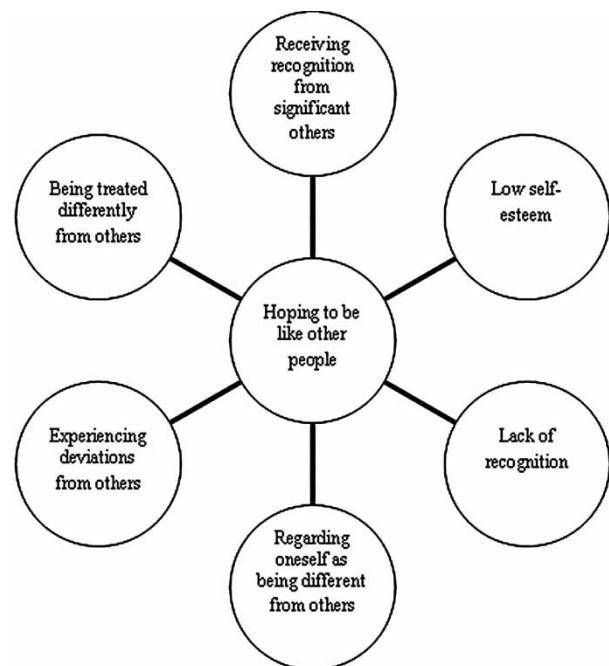 Receiving
recognition
from
significant
others
Being treated
differently
from others
Low self-
esteem
Hoping to be
like other
people
Experiencing
deviations
from others
Lack of
recognition
Regarding
oneself as
being different
from others